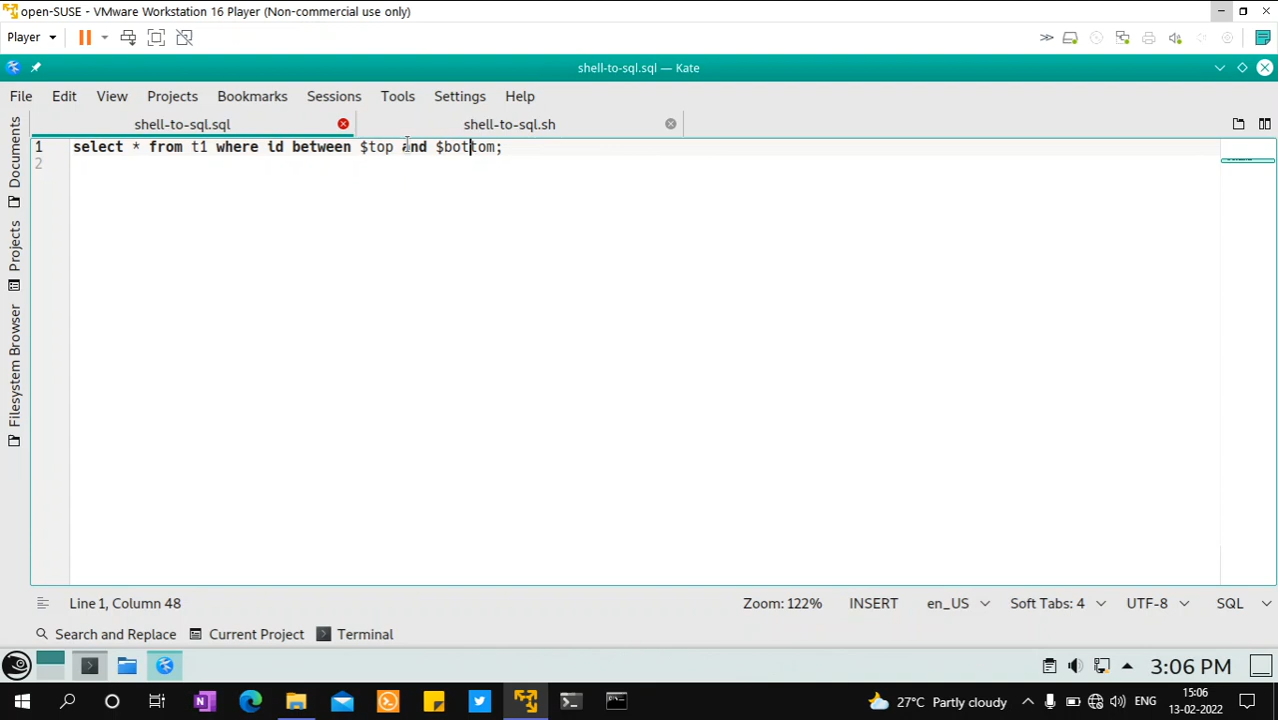 open-SUSE - VMware Workstation 16 Player (Non-commercial use only)
Player
shell-to-sql.sql — Kate
File Edit View Projects Bookmarks Sessions Tools Settings Help
shell-to-sql.sql shell-to-sql.sh
Documents
Projects
Filesystem Browser
1 select * from t1 where id between $top and $bottom;
2
Line 1, Column 48 Zoom: 122% INSERT en_US Soft Tabs: 4 UTF-8 SQL
Search and Replace Current Project Terminal
3:06 PM
27°C Partly cloudy ENG 15:06
13-02-2022